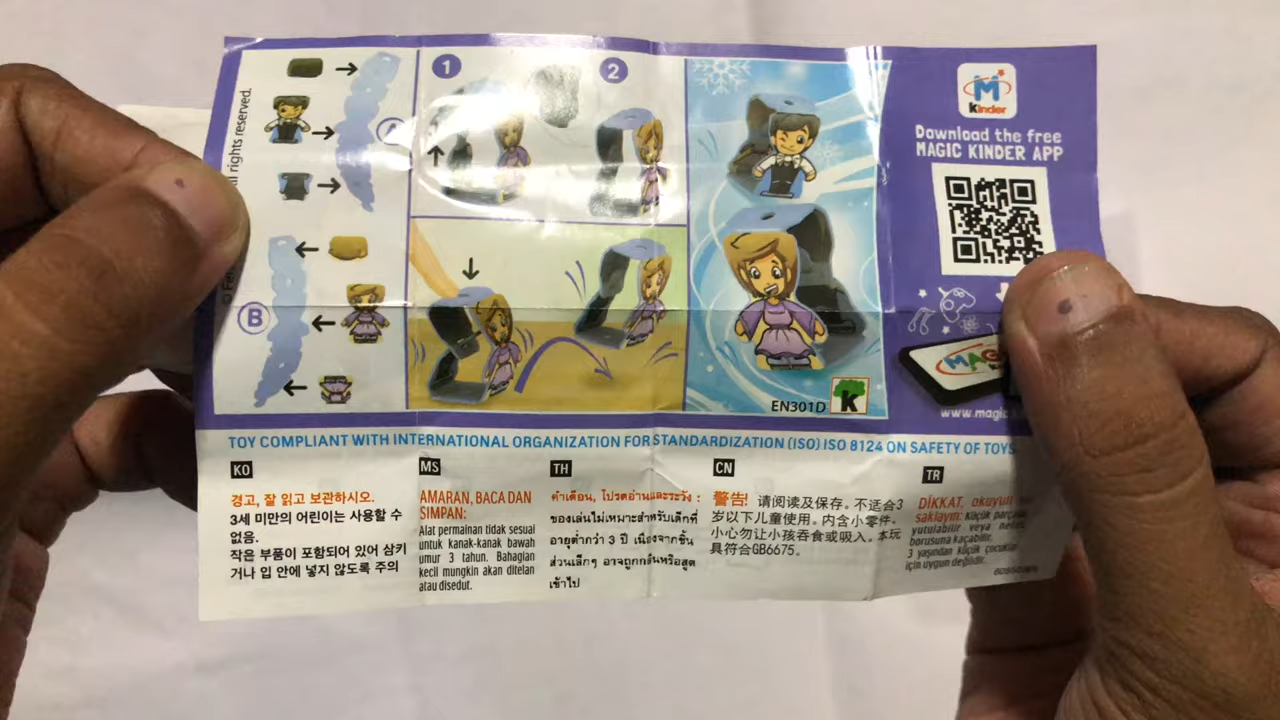 ll rights reserved.
A
B
1
2
EN301D
K
M
Kinder
Download the free
MAGIC KINDER APP
www.magic
TOY COMPLIANT WITH INTERNATIONAL ORGANIZATION FOR STANDARDIZATION (ISO) ISO 8124 ON SAFETY OF TOYS
KO
경고, 잘 읽고 보관하시오.
3세 미만의 어린이는 사용할 수
없음.
작은 부품이 포함되어 있어 삼키
거나 입 안에 넣지 않도록 주의
MS
AMARAN, BACA DAN
SIMPAN:
Alat permainan tidak sesuai
untuk kanak-kanak bawah
umur 3 tahun. Bahagian
kecil mungkin akan ditelan
atau disedut.
TH
คำเตือน, โปรดอ่านและระวัง :
ของเล่นไม่เหมาะสำหรับเด็กที่
อายุต่ำกว่า 3 ปี เนื่องจากชิ้น
ส่วนเล็กๆ อาจถูกกลืนหรือสูด
เข้าไป
CN
警告! 请阅读及保存。不适合3
岁以下儿童使用。内含小零件。
小心勿让小孩吞食或吸入。本玩
具符合GB6675。
TR
DİKKAT, okuyun
saklayın: Küçük parçalar
yutulabilir veya nefes
borusuna kaçabilir.
3 yaşından küçük çocuklar
için uygun değildir.